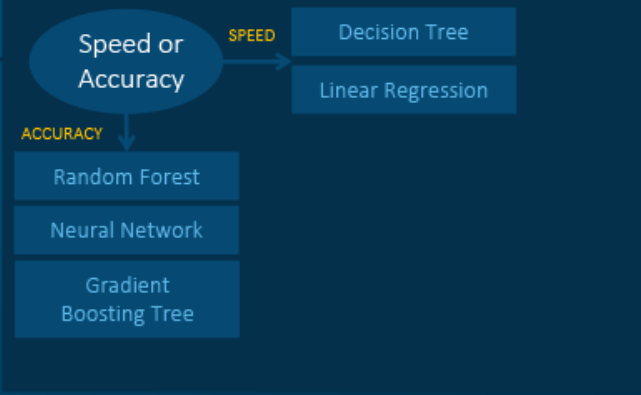 Speed or
Accuracy
SPEED
Decision Tree
Linear Regression
ACCURACY
Random Forest
Neural Network
Gradient
Boosting Tree